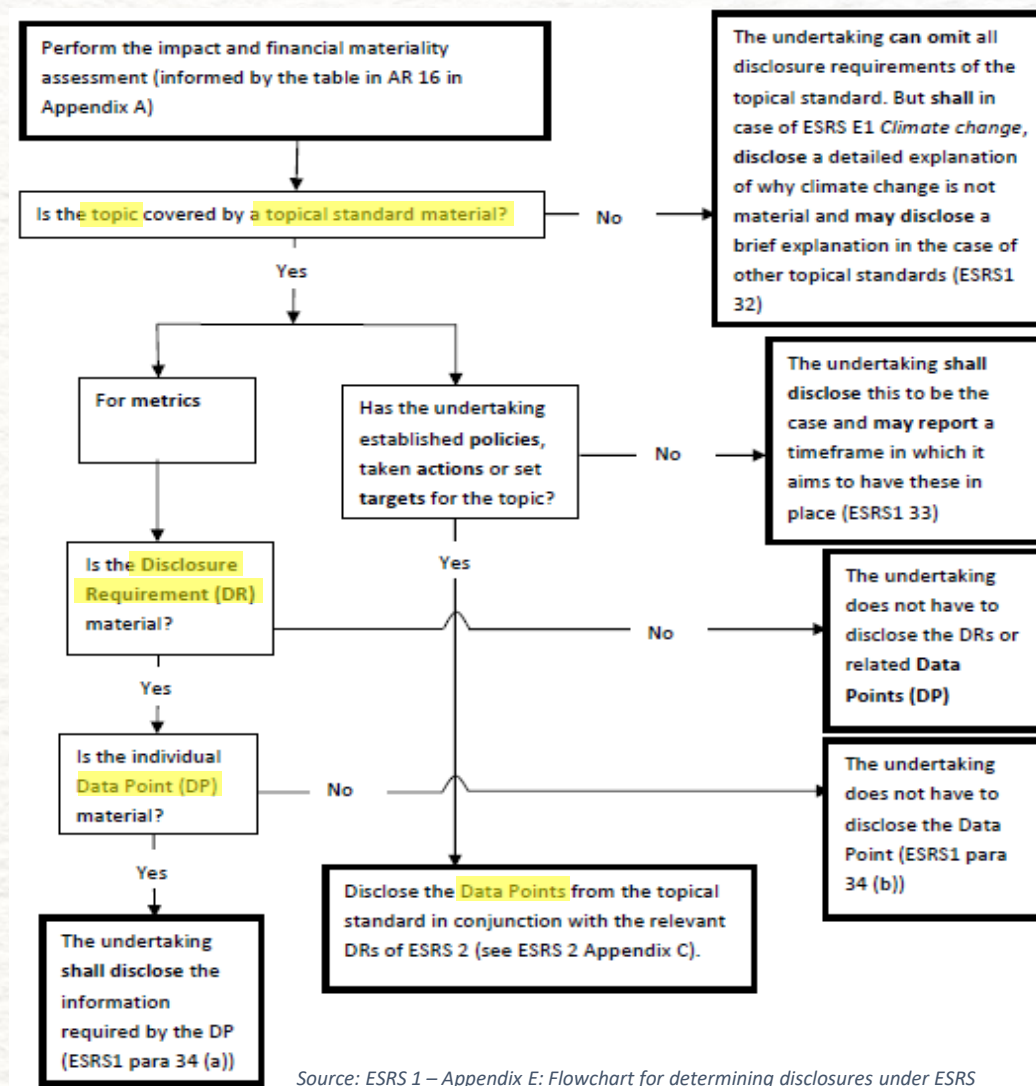 Perform the impact and financial materiality
assessment (informed by the table in AR 16 in
Appendix A)
The undertaking can omit all
disclosure requirements of the
topical standard. But shall in
case of ESRS E1 Climate change,
disclose a detailed explanation
of why climate change is not
material and may disclose a
brief explanation in the case of
other topical standards (ESRS1
32)
Is the topic covered by a topical standard material?
No
Yes
For metrics
Has the undertaking
established policies,
taken actions or set
targets for the topic?
No
The undertaking shall
disclose this to be the
case and may report a
timeframe in which it
aims to have these in
place (ESRS1 33)
Yes
Is the Disclosure
Requirement (DR)
material?
No
The undertaking
does not have to
disclose the DRs or
related Data
Points (DP)
Yes
Is the individual
Data Point (DP)
material?
No
The undertaking
does not have to
disclose the Data
Point (ESRS1 para
34 (b))
Yes
Disclose the Data Points from the topical
standard in conjunction with the relevant
DRs of ESRS 2 (see ESRS 2 Appendix C).
The undertaking
shall disclose the
information
required by the DP
(ESRS1 para 34 (a))
Source: ESRS 1 – Appendix E: Flowchart for determining disclosures under ESRS